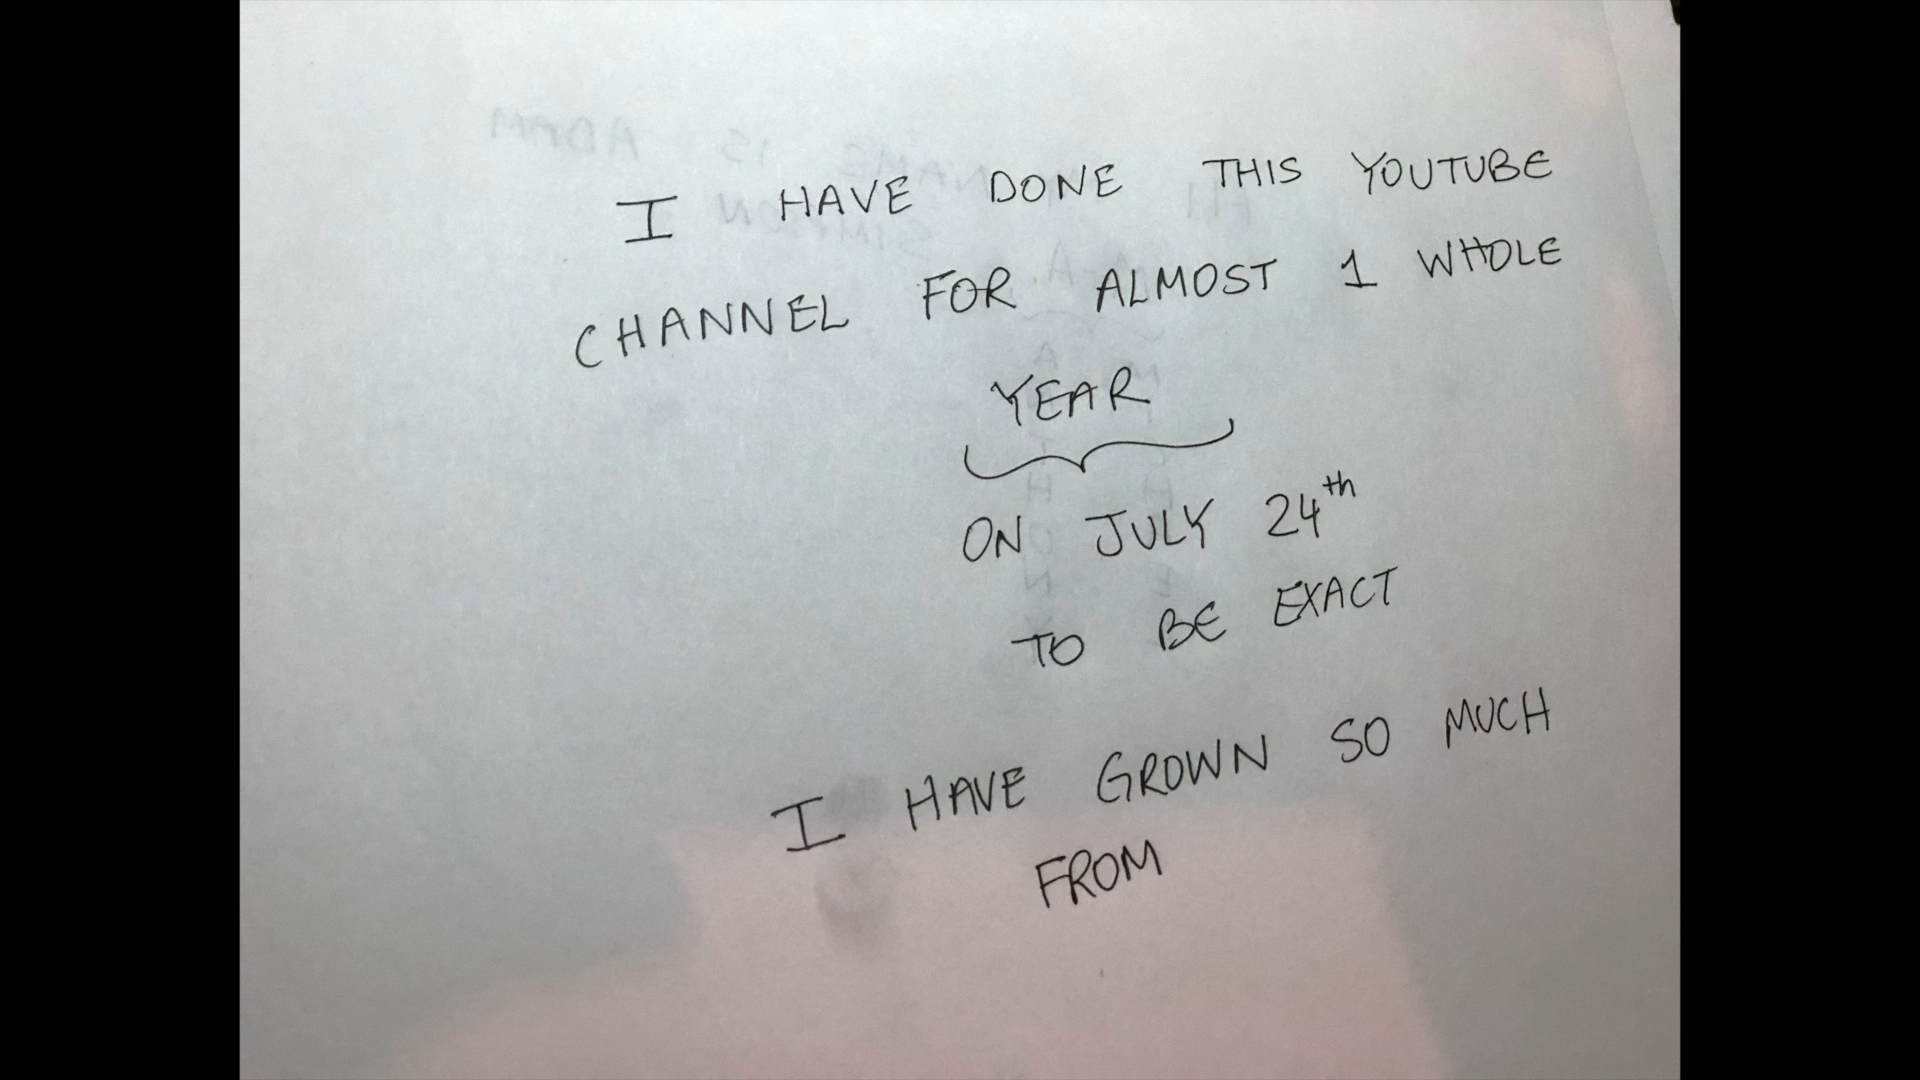 I HAVE DONE THIS YOUTUBE
CHANNEL FOR ALMOST 1 WHOLE
YEAR
ON JULY 24th
TO BE EXACT
I HAVE GROWN SO MUCH
FROM